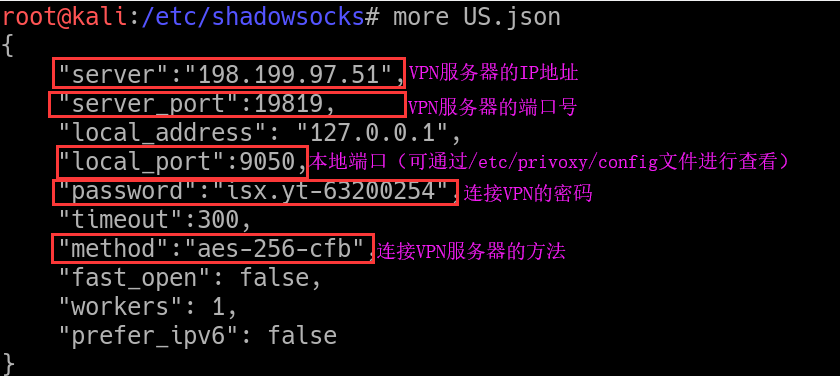 root@kali:/etc/shadowsocks# more US.json
{
"server":"198.199.97.51", VPN服务器的IP地址
"server_port":19819, VPN服务器的端口号
"local_address": "127.0.0.1",
"local_port":9050, 本地端口（可通过/etc/privoxy/config文件进行查看）
"password":"isx.yt-63200254", 连接VPN的密码
"timeout":300,
"method":"aes-256-cfb", 连接VPN服务器的方法
"fast_open": false,
"workers": 1,
"prefer_ipv6": false
}